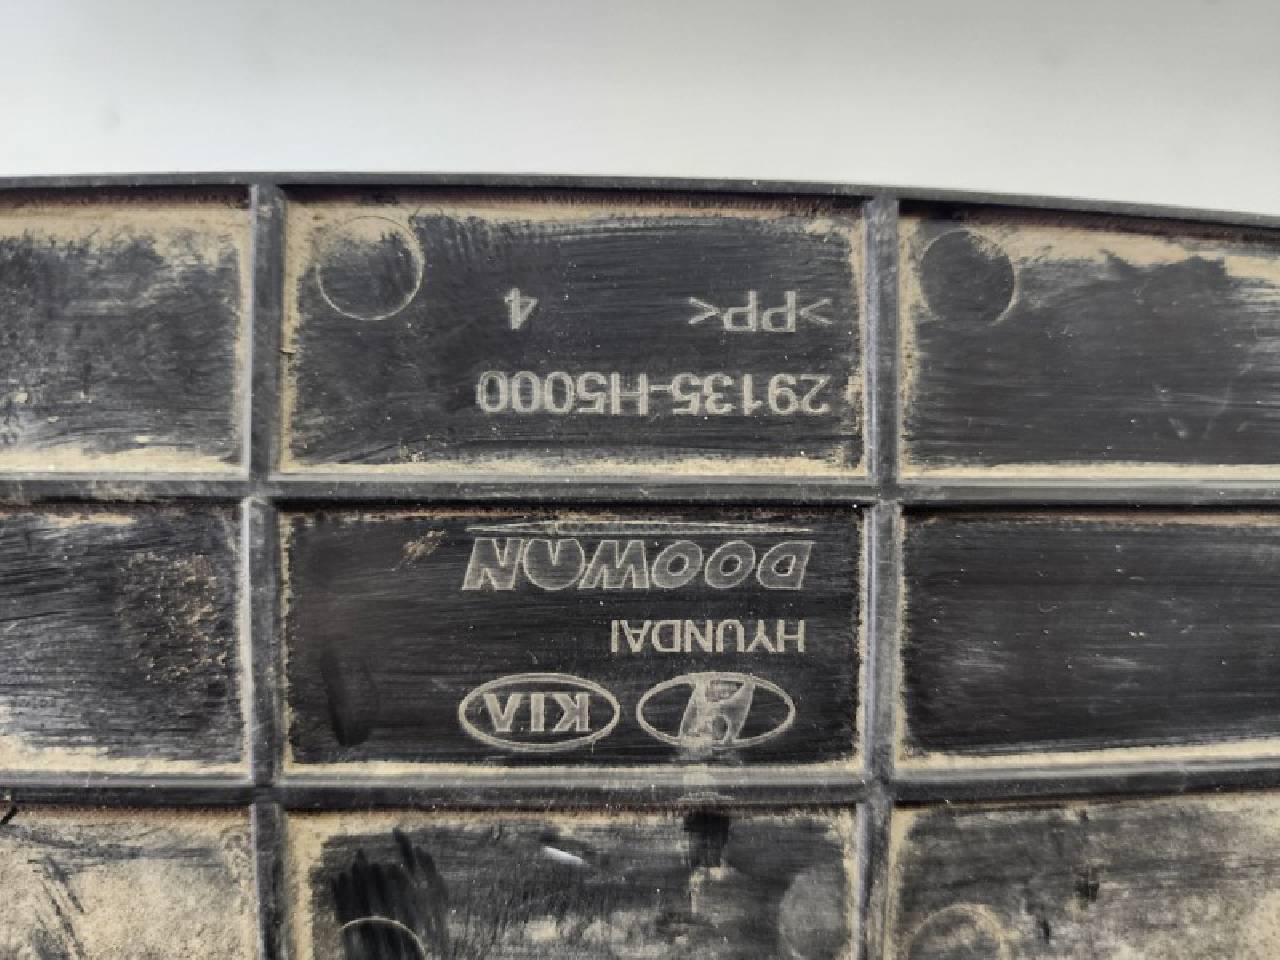 KIA
HYUNDAI
DOOWON
29135-H5000
>PP< 4